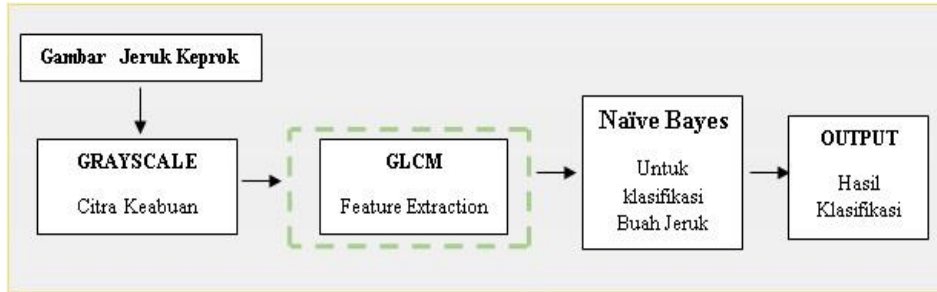 Gambar Jeruk Keprok
GRAYSCALE
Citra Keabuan
GLCM
Feature Extraction
Naïve Bayes
Untuk
klasifikasi
Buah Jeruk
OUTPUT
Hasil
Klasifikasi